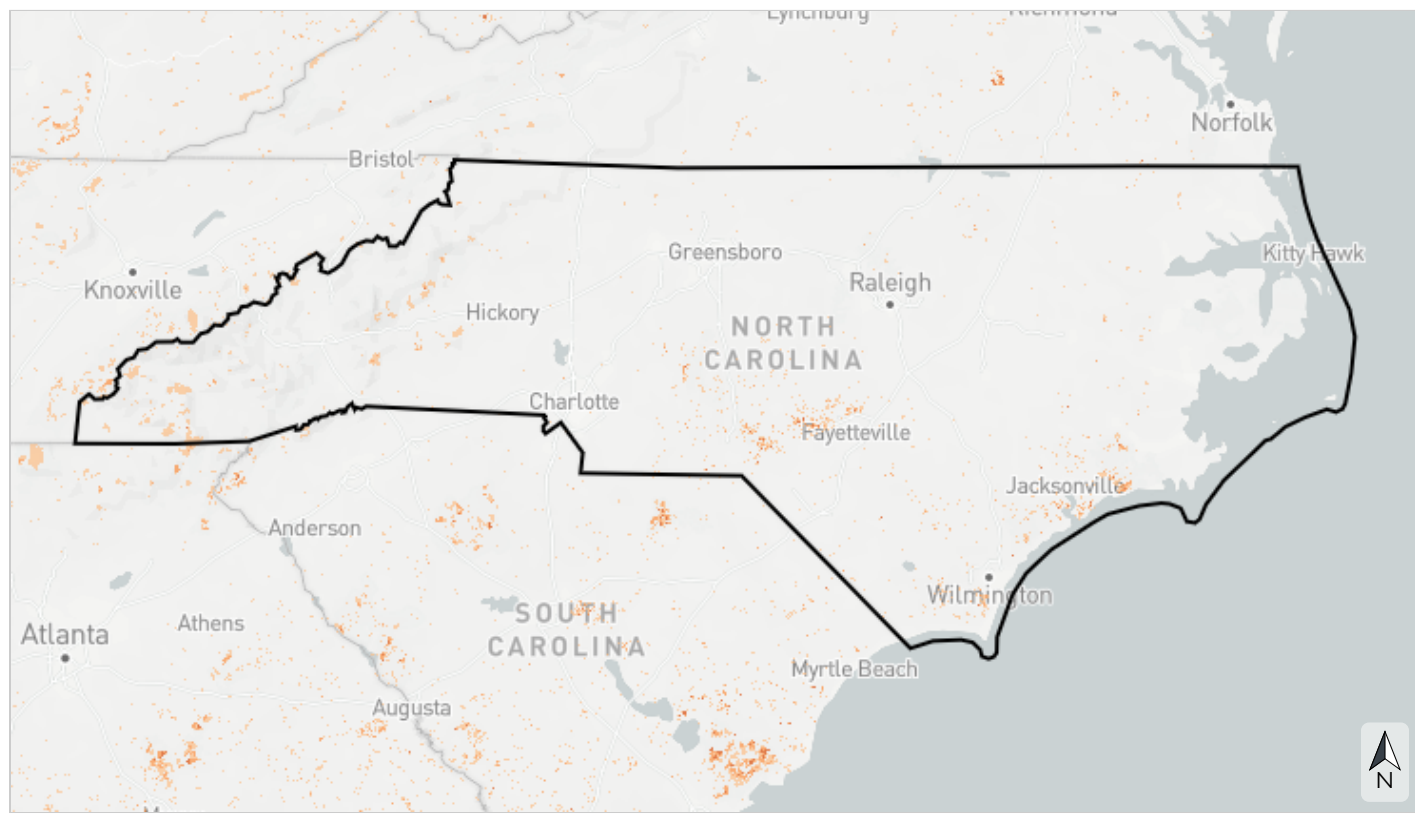 Lynchburg
Richmond
Norfolk
Bristol
Kitty Hawk
Greensboro
Knoxville
Raleigh
Hickory
NORTH
CAROLINA
Charlotte
Fayetteville
Jacksonville
Anderson
Wilmington
SOUTH
CAROLINA
Athens
Atlanta
Myrtle Beach
Augusta
N